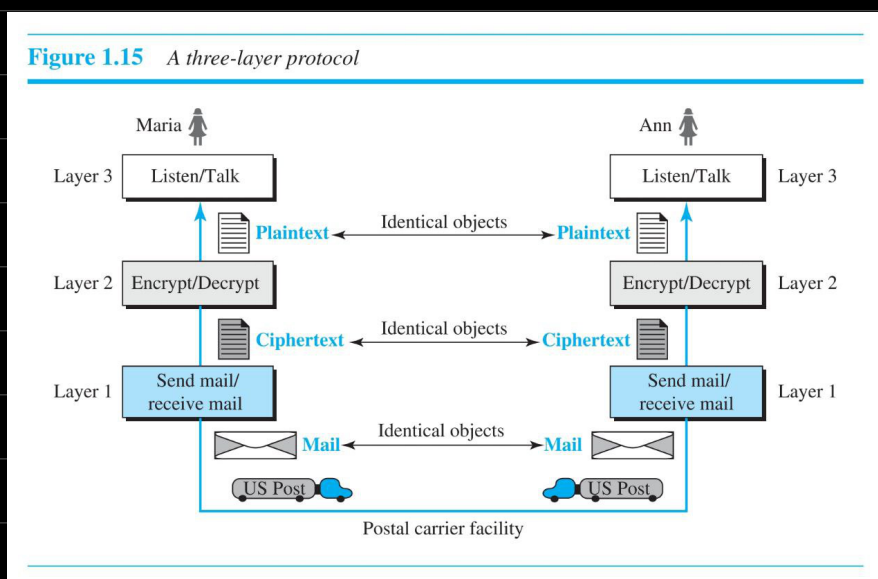 Figure 1.15 A three-layer protocol
Maria Ann
Layer 3 Listen/Talk Listen/Talk Layer 3
Plaintext Identical objects Plaintext
Layer 2 Encrypt/Decrypt Encrypt/Decrypt Layer 2
Ciphertext Identical objects Ciphertext
Layer 1 Send mail/ Send mail/ Layer 1
receive mail receive mail
Mail Identical objects Mail
US Post US Post
Postal carrier facility